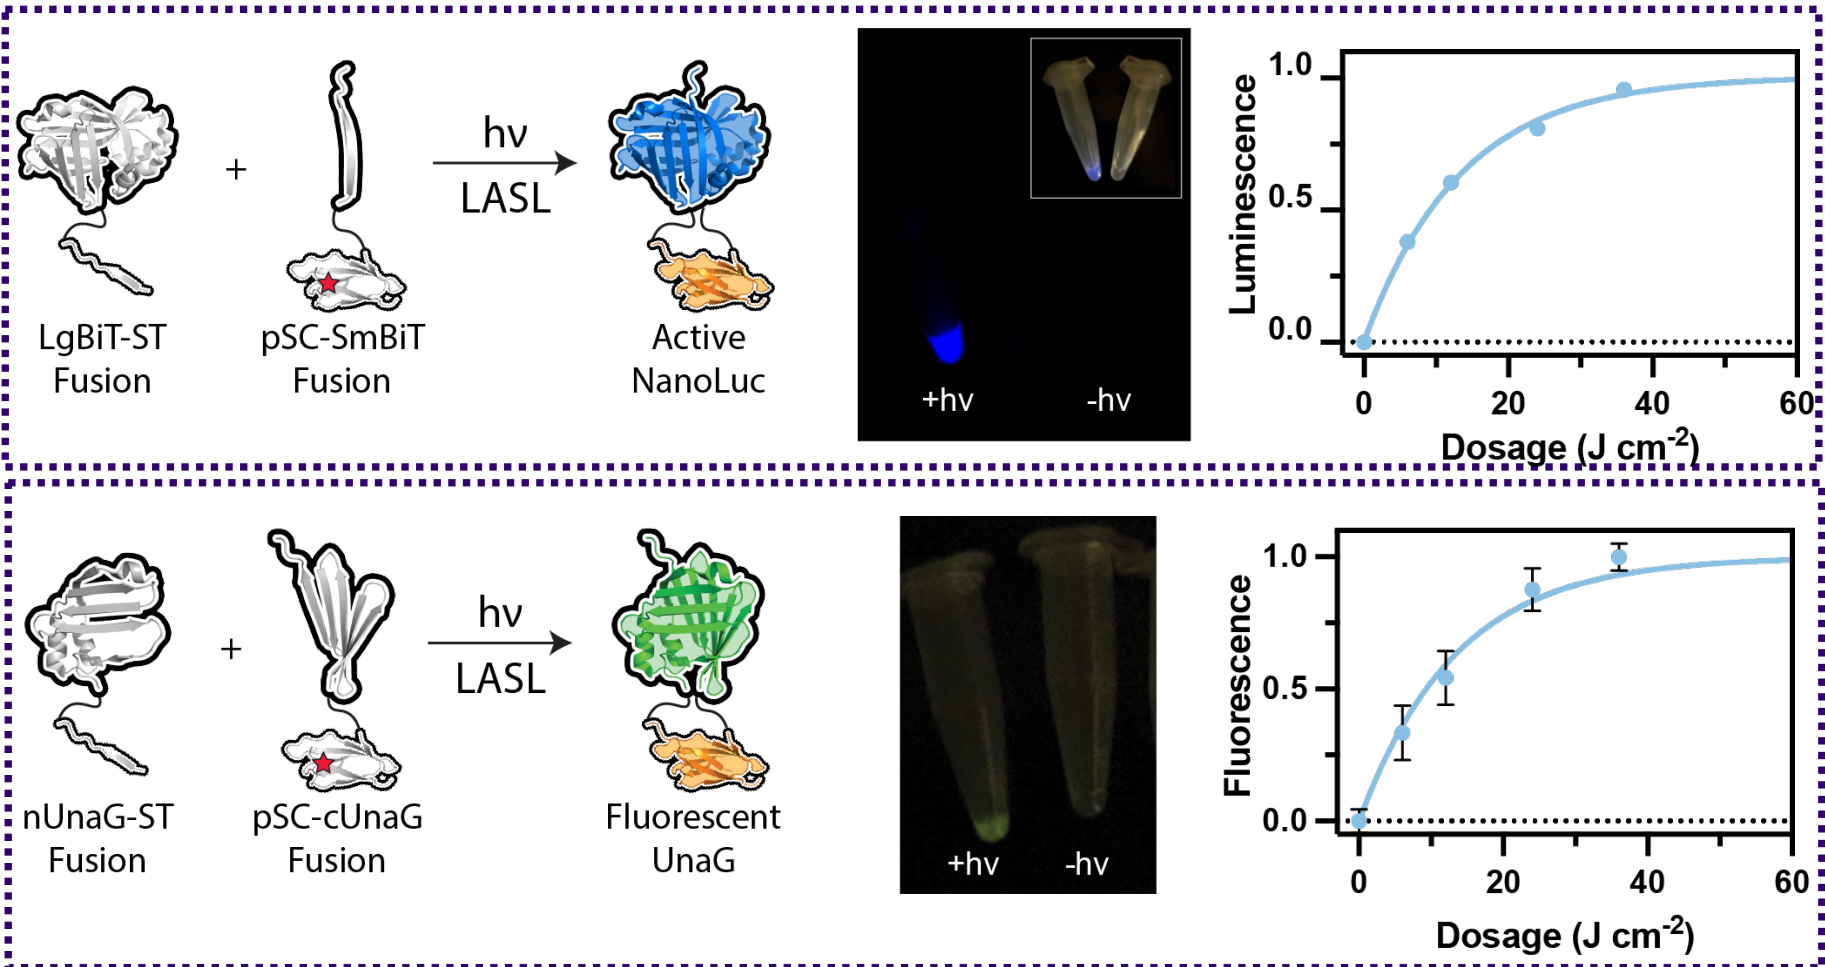 LgBiT-ST
Fusion
+
pSC-SmBiT
Fusion
hν
LASL
Active
NanoLuc
+hν
-hν
Luminescence
1.0
0.5
0.0
0
20
40
60
Dosage (J cm-2)
nUnaG-ST
Fusion
+
pSC-cUnaG
Fusion
hν
LASL
Fluorescent
UnaG
+hν
-hν
Fluorescence
1.0
0.5
0.0
0
20
40
60
Dosage (J cm-2)